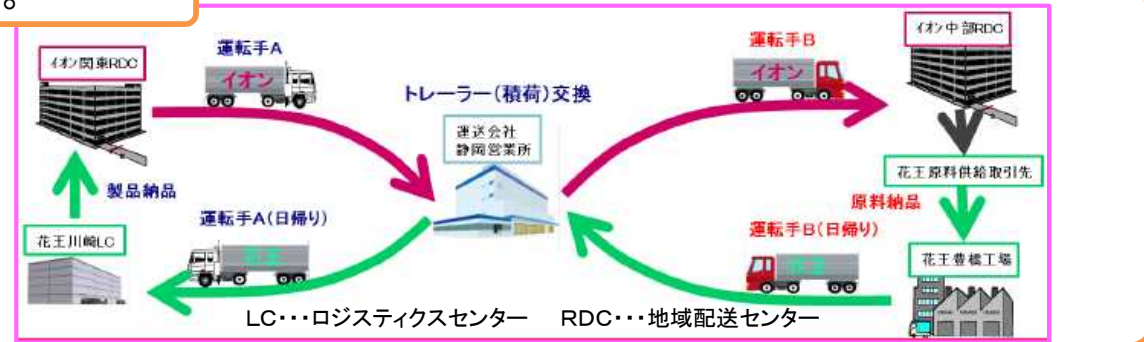 。
イオン関東RDC
運転手A
イオン
トレーラー(積荷)交換
運送会社
静岡営業所
運転手B
イオン
イオン中部RDC
花王原料供給取引先
原料納品
製品納品
花王川崎LC
運転手A(日帰り)
花王
運転手B(日帰り)
花王
花王豊橋工場
LC・・・ロジスティクスセンター RDC・・・地域配送センター